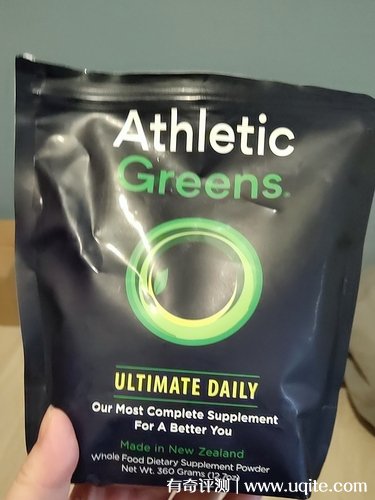 Athletic
Greens®
ULTIMATE DAILY
Our Most Complete Supplement
For A Better You
Made in New Zealand
Whole Food Dietary Supplement Powder
Net Wt. 360 Grams
有奇评测 | www.uqite.com